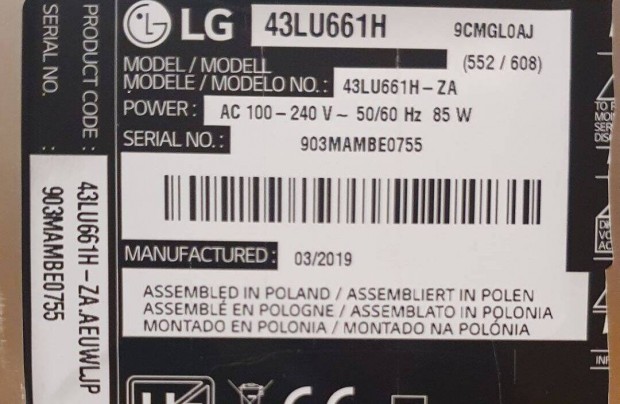 LG 43LU661H 9CMGL0AJ
MODEL / MODELL (552 / 608)
MODÈLE / MODELO NO. : 43LU661H-ZA
POWER : AC 100-240 V~ 50/60 Hz 85 W
SERIAL NO. : 903MAMBE0755
MANUFACTURED : 03/2019
ASSEMBLED IN POLAND / ASSEMBLIERT IN POLEN
ASSEMBLÉ EN POLOGNE / ASSEMBLATO IN POLONIA
MONTADO EN POLONIA / MONTADO NA POLÓNIA
PRODUCT CODE : 43LU661H-ZA.AEUWLJP
SERIAL NO. 903MAMBE0755
CE